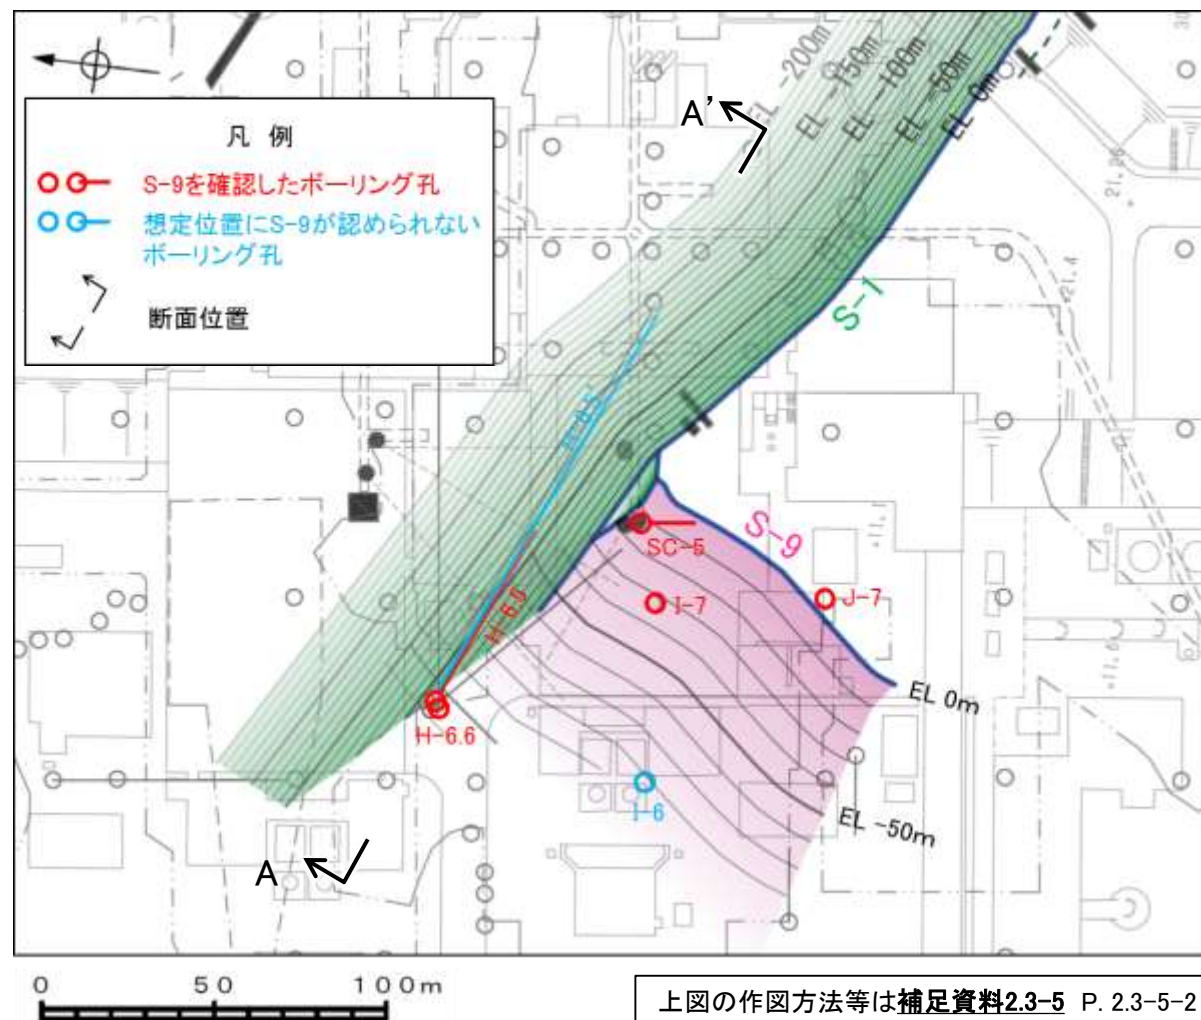 EL -200m
EL -150m
EL -100m
EL -50m
EL 0m
A’
凡 例
S-9を確認したボーリング孔
想定位置にS-9が認められない
ボーリング孔
断面位置
21.4
S-1
S-9
SC-5
I-7
J-7
EL 0m
H-6.6
I-6
EL -50m
A
0 50 100m
上図の作図方法等は補足資料2.3-5 P. 2.3-5-2